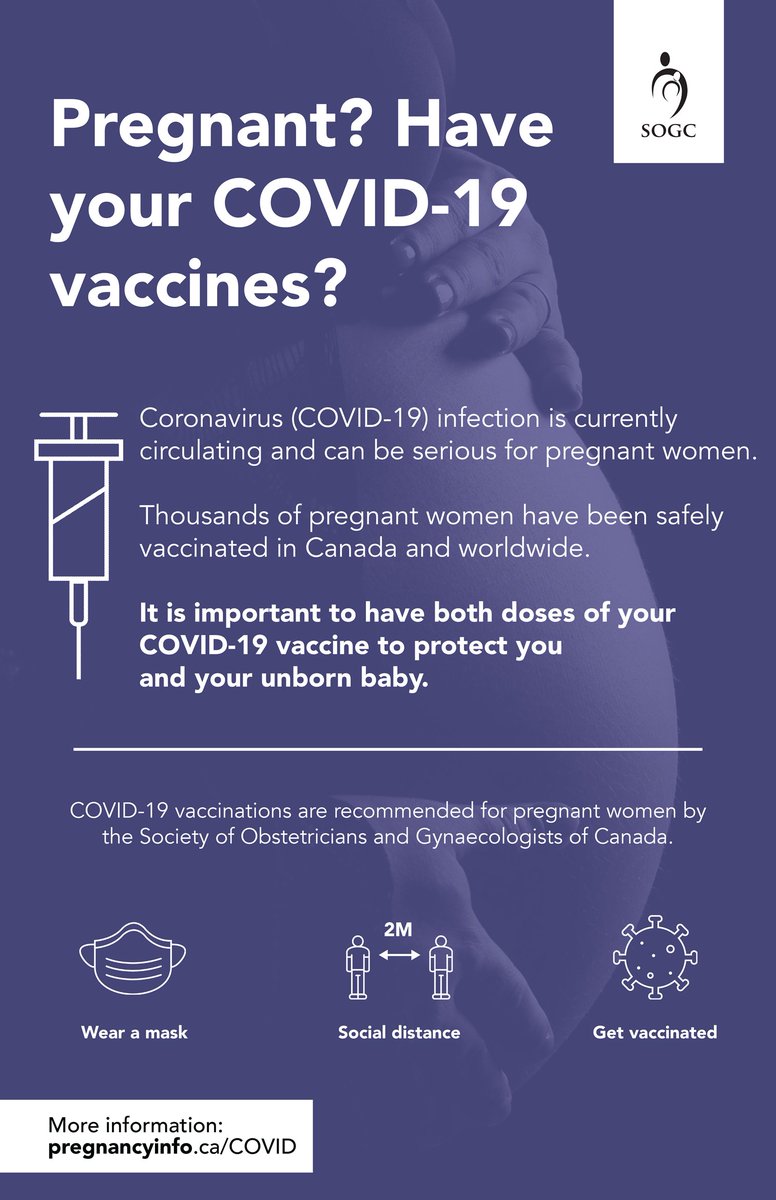 SOGC
Pregnant? Have
your COVID-19
vaccines?
Coronavirus (COVID-19) infection is currently
circulating and can be serious for pregnant women.
Thousands of pregnant women have been safely
vaccinated in Canada and worldwide.
It is important to have both doses of your
COVID-19 vaccine to protect you
and your unborn baby.
COVID-19 vaccinations are recommended for pregnant women by
the Society of Obstetricians and Gynaecologists of Canada.
2M
Wear a mask
Social distance
Get vaccinated
More information:
pregnancyinfo.ca/COVID